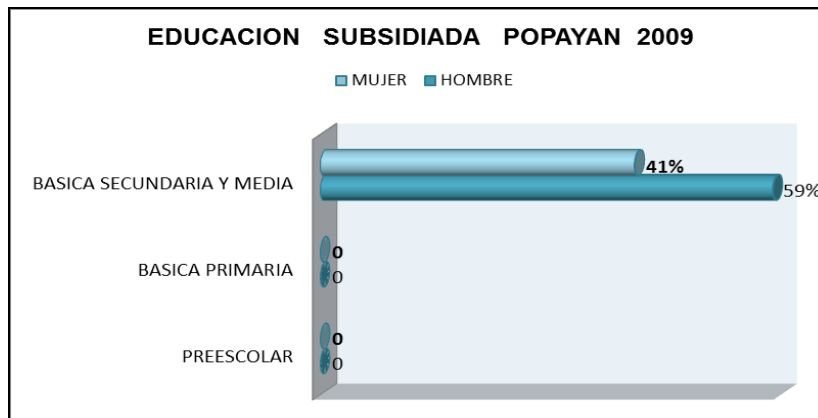 EDUCACION SUBSIDIADA POPAYAN 2009
MUJER HOMBRE
BASICA SECUNDARIA Y MEDIA
41%
59%
BASICA PRIMARIA
0
0
PREESCOLAR
0
0